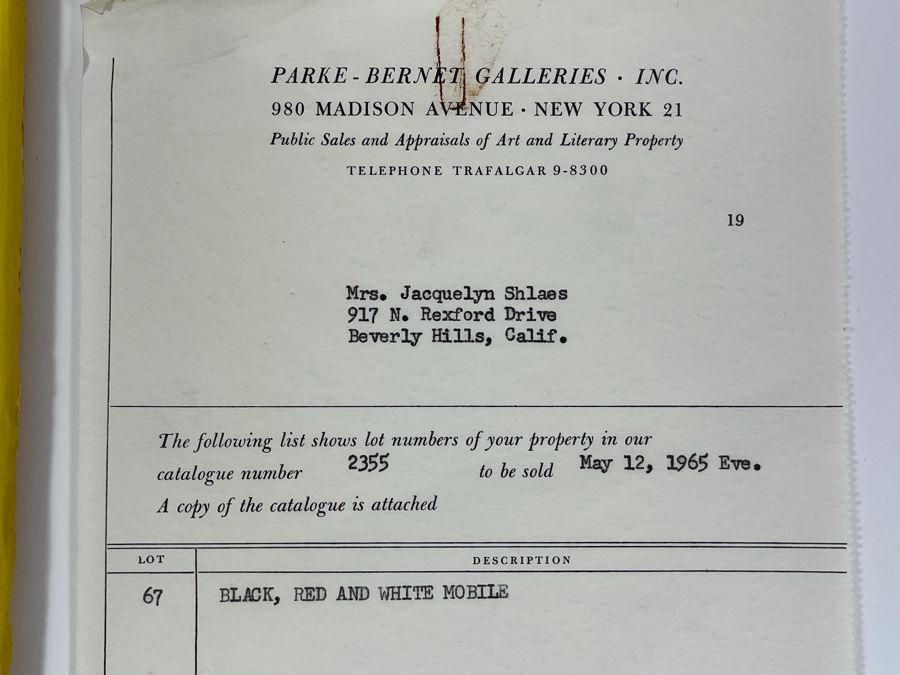 PARKE-BERNET GALLERIES · INC.
980 MADISON AVENUE · NEW YORK 21
Public Sales and Appraisals of Art and Literary Property
TELEPHONE TRAFALGAR 9-8300
19
Mrs. Jacquelyn Shlaes
917 N. Rexford Drive
Beverly Hills, Calif.
The following list shows lot numbers of your property in our
catalogue number 2355 to be sold May 12, 1965 Eve.
A copy of the catalogue is attached
LOT DESCRIPTION
67 BLACK, RED AND WHITE MOBILE